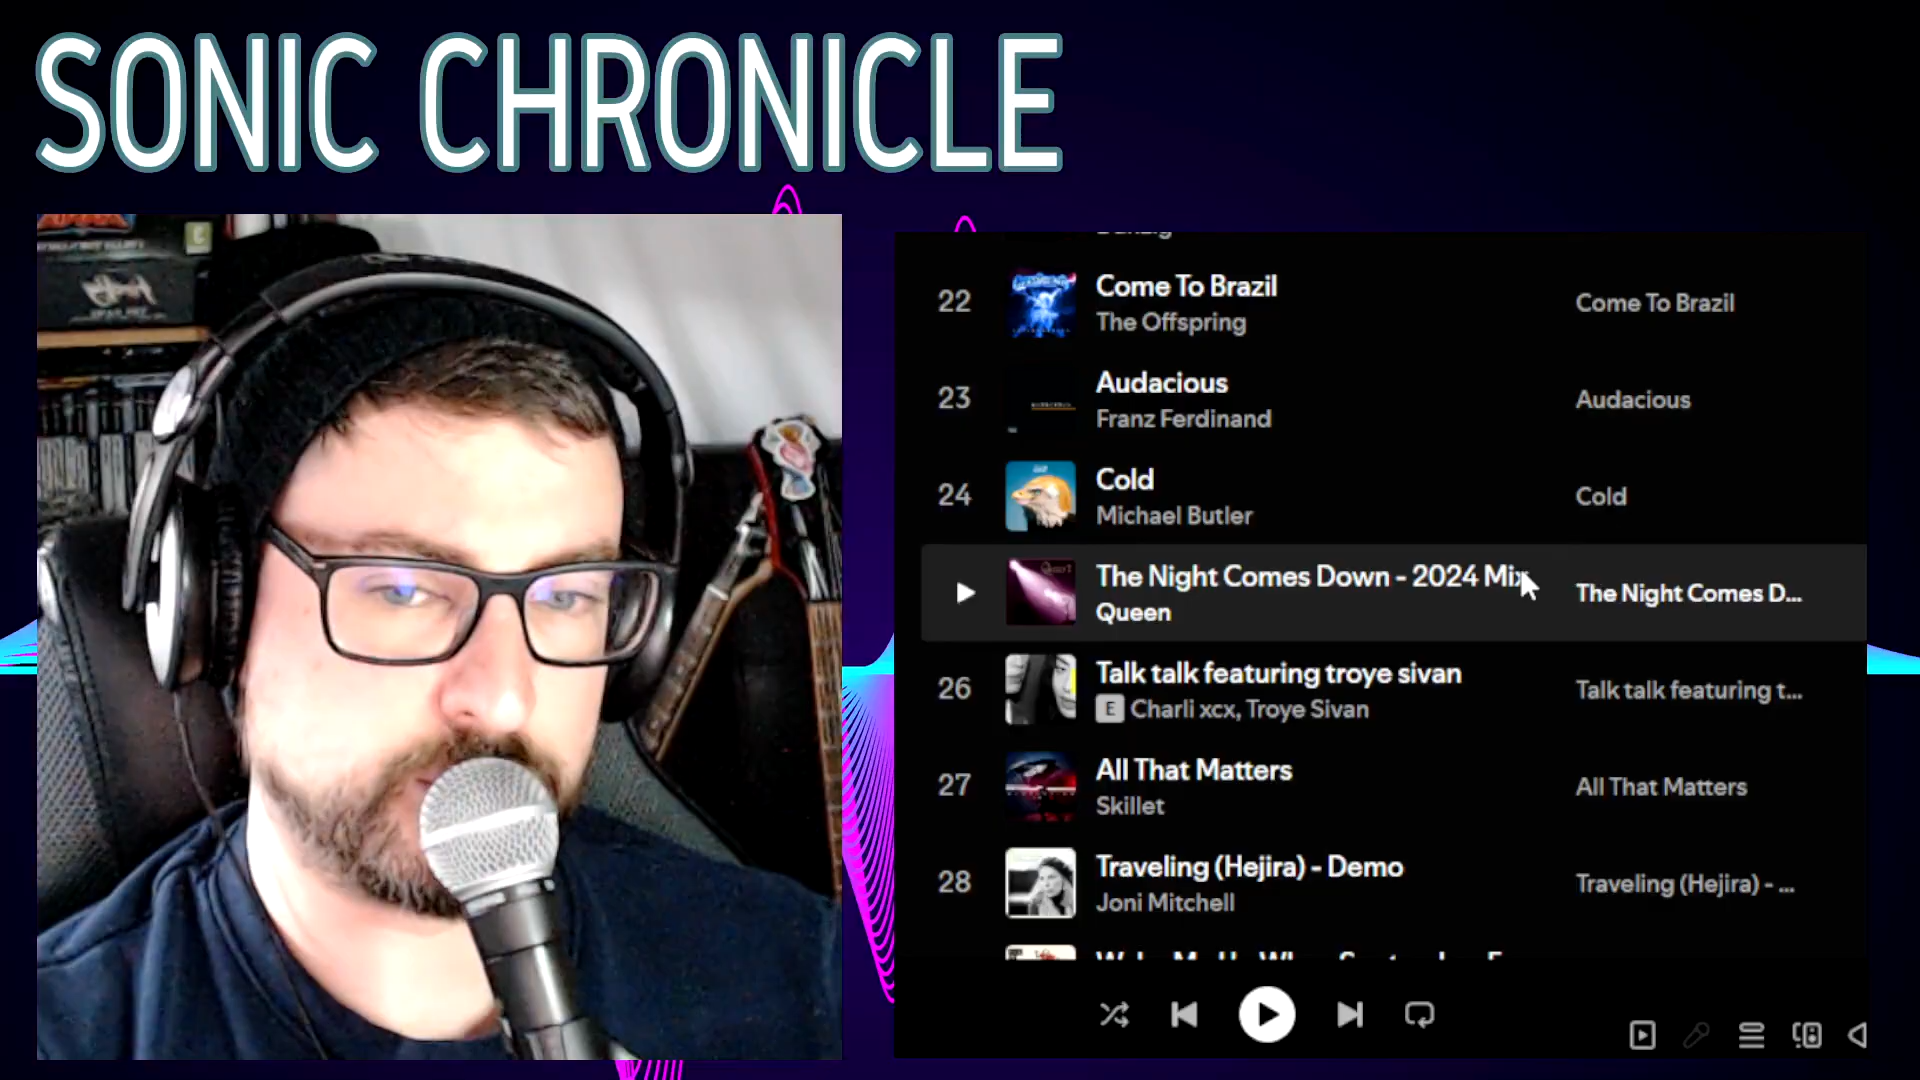 SONIC CHRONICLE
22
Come To Brazil
The Offspring
Come To Brazil
23
Audacious
Franz Ferdinand
Audacious
24
Cold
Michael Butler
Cold
The Night Comes Down - 2024 Mix
Queen
The Night Comes D...
26
Talk talk featuring troye sivan
E Charli xcx, Troye Sivan
Talk talk featuring t...
27
All That Matters
Skillet
All That Matters
28
Traveling (Hejira) - Demo
Joni Mitchell
Traveling (Hejira) - ...